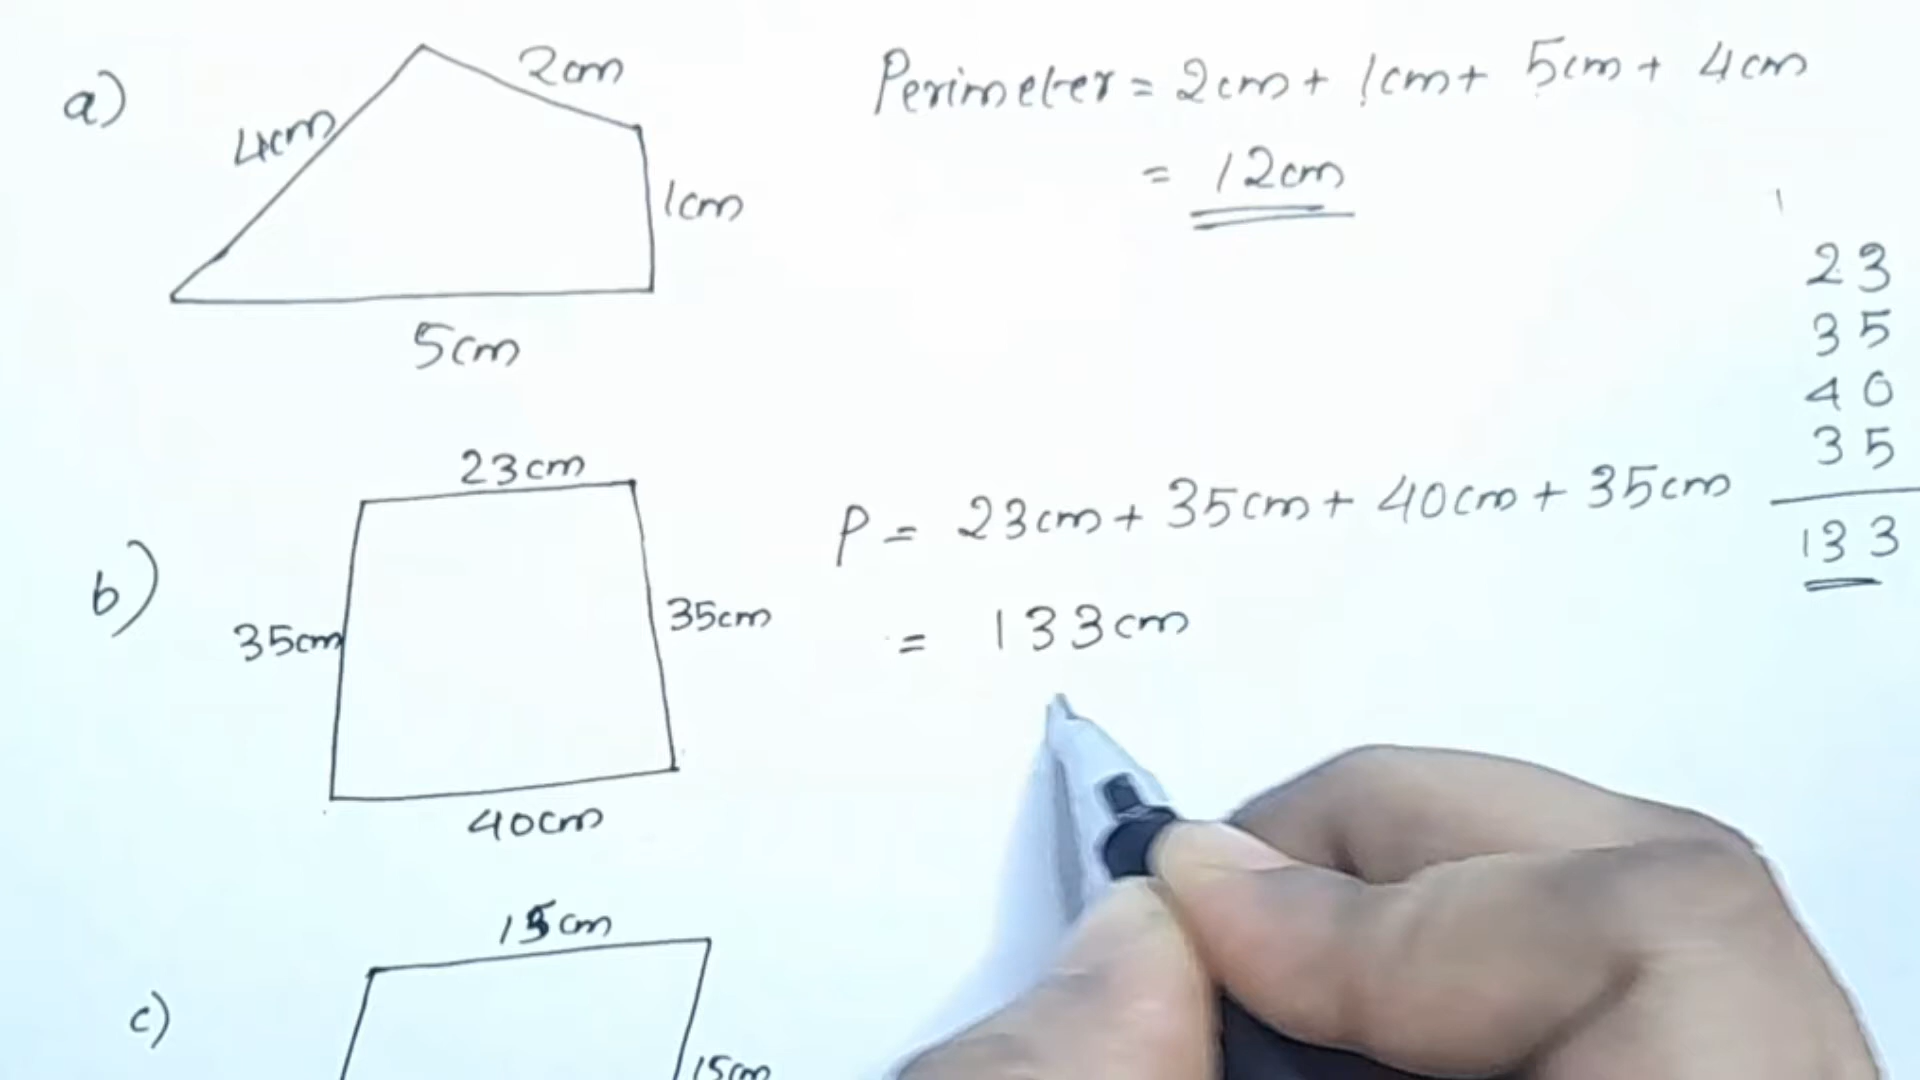 a)
2cm
4cm
1cm
5cm
Perimeter = 2cm + 1cm + 5cm + 4cm
= 12cm
1
23
35
40
35
133
b)
23cm
35cm
35cm
40cm
P = 23cm + 35cm + 40cm + 35cm
= 133cm
c)
15cm
15cm